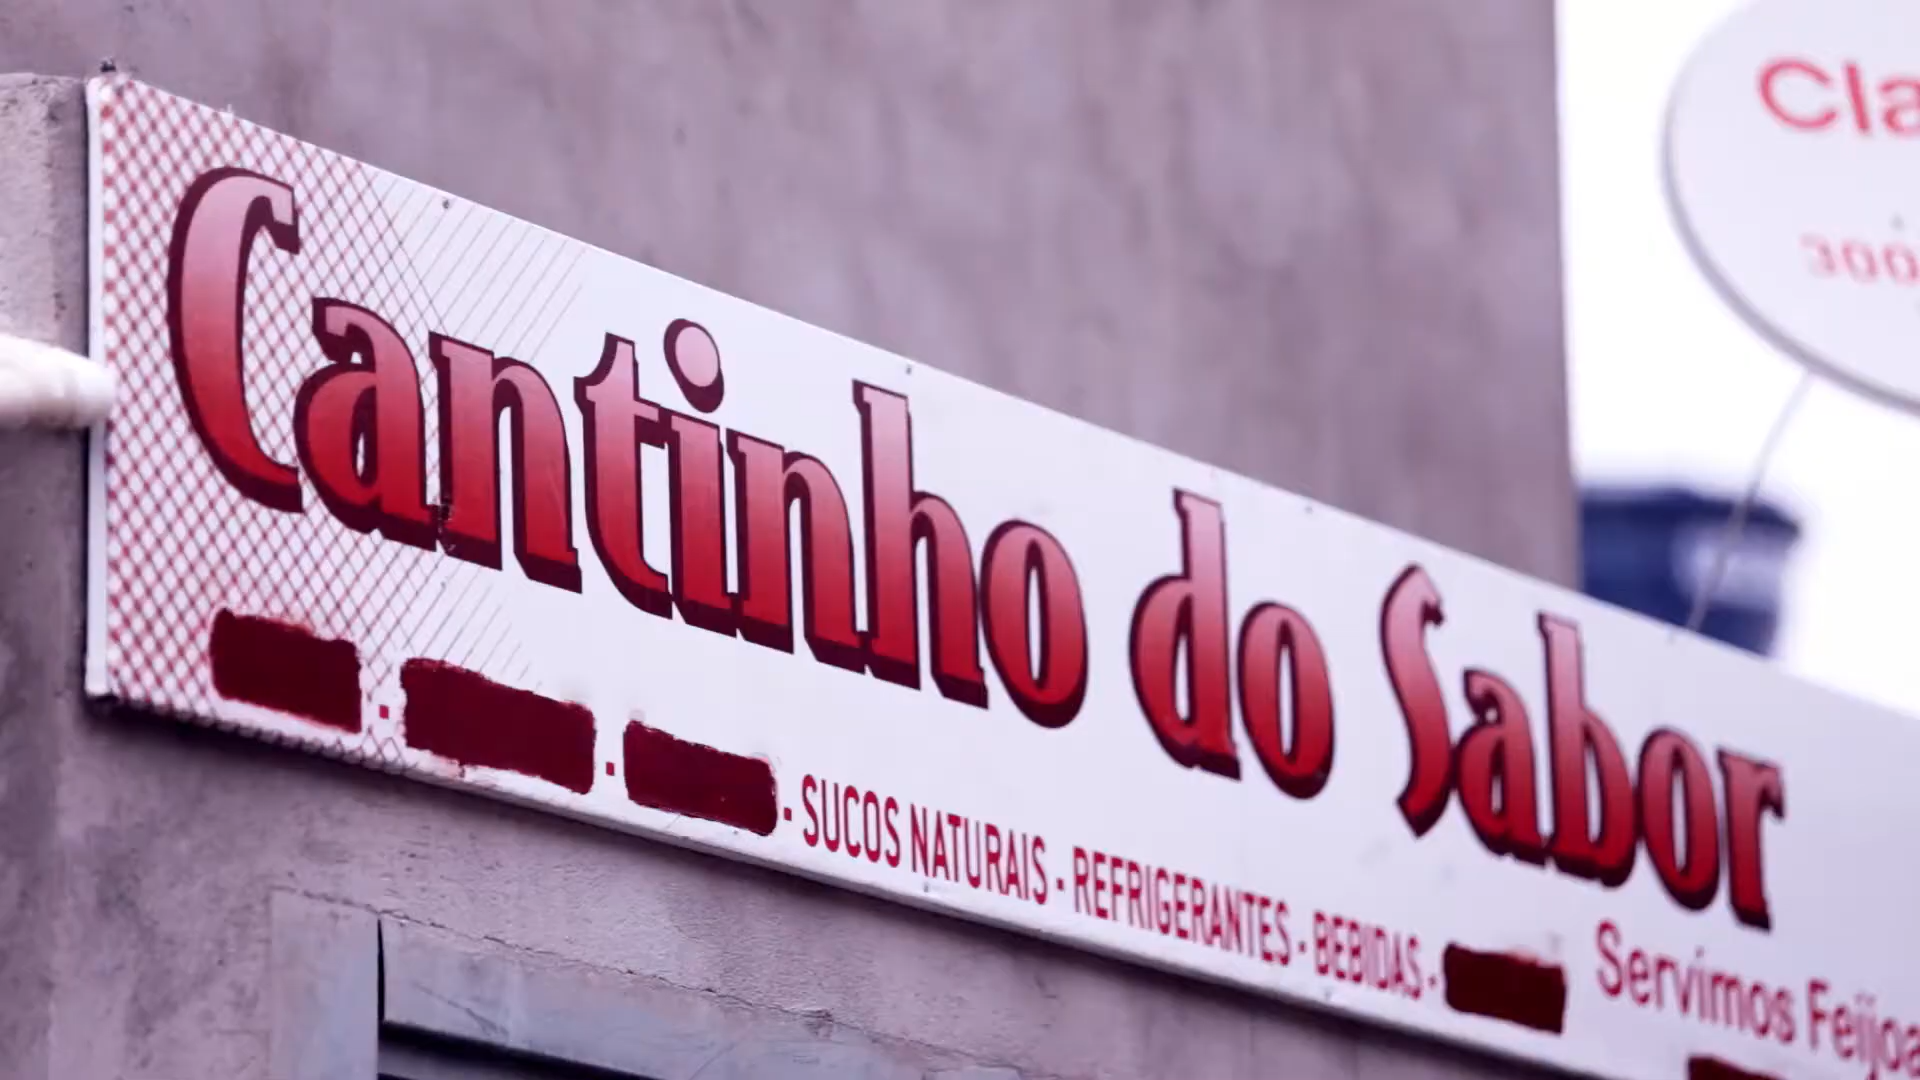 Cantinho do Sabor
- SUCOS NATURAIS - REFRIGERANTES - BEBIDAS -
Servimos